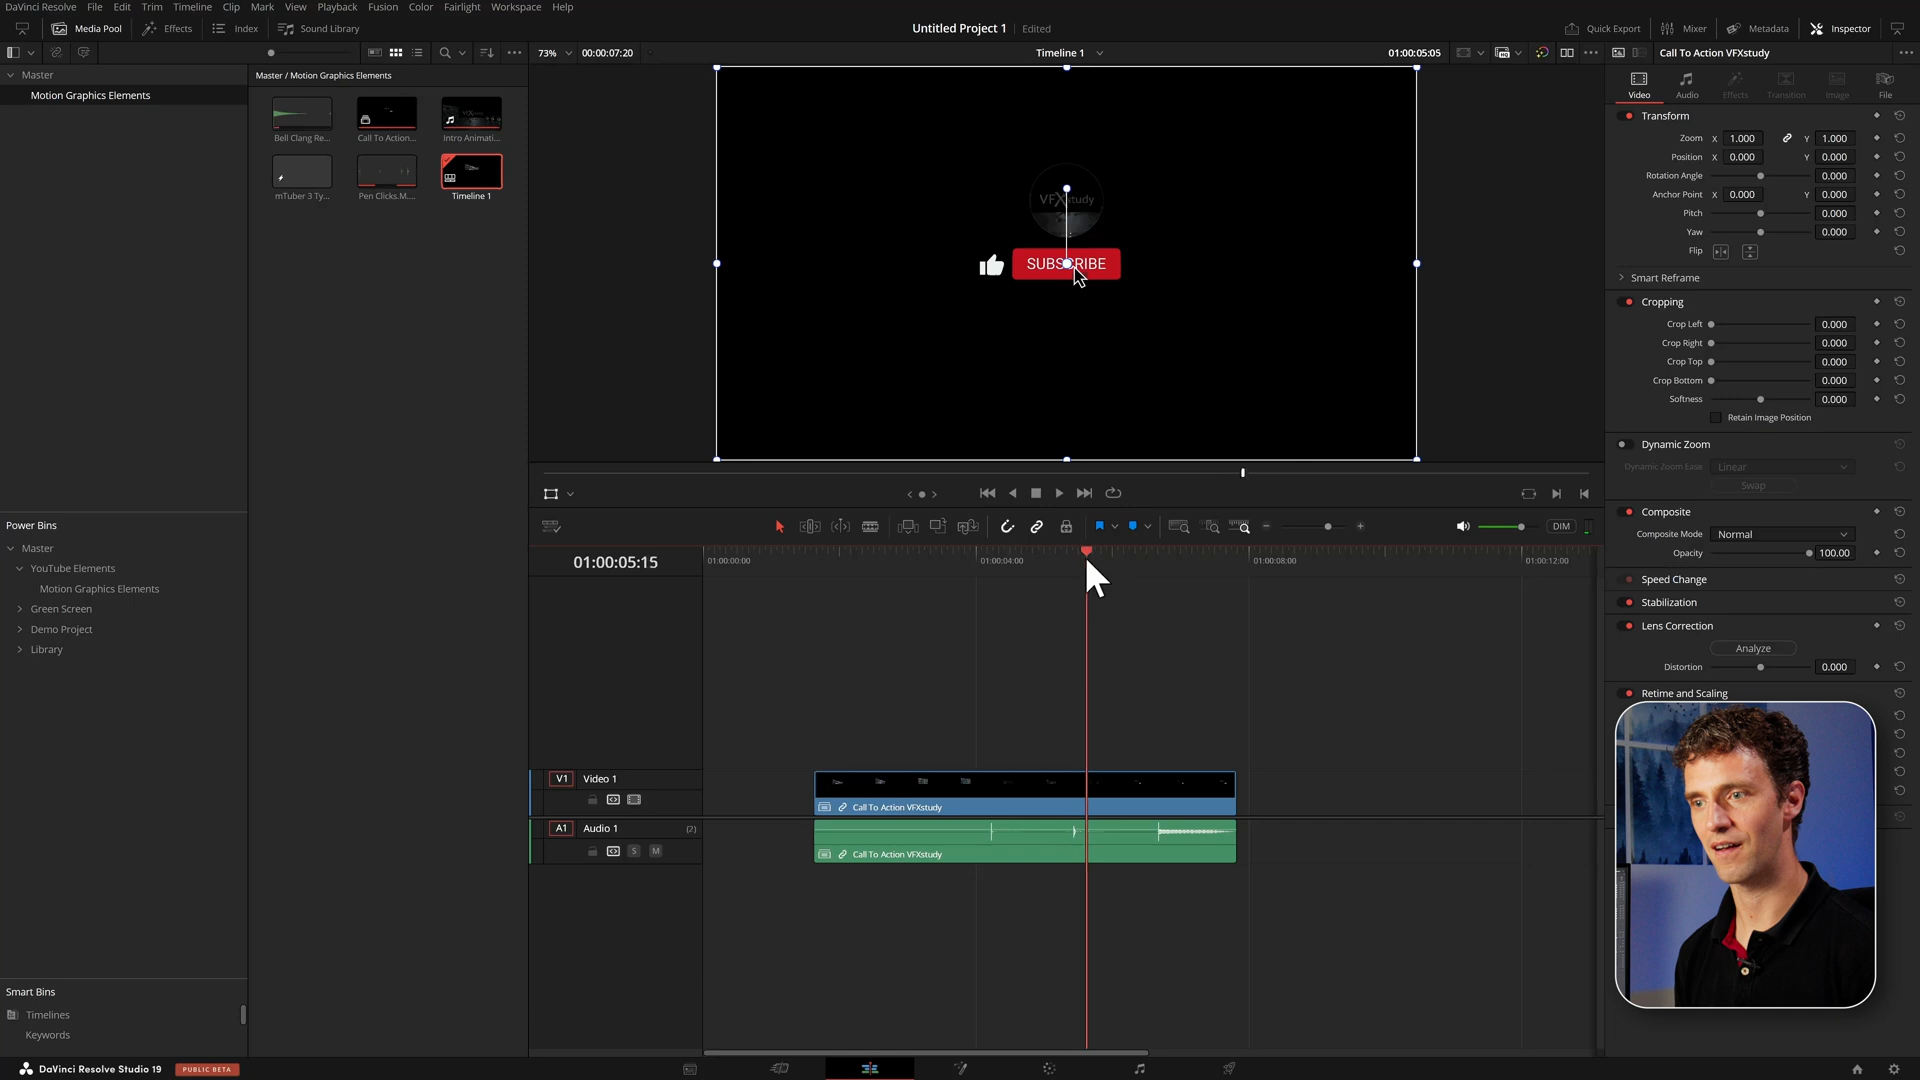 DaVinci Resolve File Edit Trim Timeline Clip Mark View Playback Fusion Color Fairlight Workspace Help
Media Pool Effects Index Sound Library Untitled Project 1 Edited Quick Export Mixer Metadata Inspector
73% 00:00:07:20 Timeline 1 01:00:05:05 Call To Action VFXstudy
Master
Motion Graphics Elements
Master / Motion Graphics Elements
Bell Clang Re... Call To Action... Intro Animati...
mTuber 3 Ty... Pen Clicks.M.... Timeline 1
VFXstudy
SUBSCRIBE
Video Audio Effects Transition Image File
Transform
Zoom X 1.000 Y 1.000
Position X 0.000 Y 0.000
Rotation Angle 0.000
Anchor Point X 0.000 Y 0.000
Pitch 0.000
Yaw 0.000
Flip
Smart Reframe
Cropping
Crop Left 0.000
Crop Right 0.000
Crop Top 0.000
Crop Bottom 0.000
Softness 0.000
Retain Image Position
Dynamic Zoom
Dynamic Zoom Ease Linear
Swap
Composite
Composite Mode Normal
Opacity 100.00
Speed Change
Stabilization
Lens Correction
Analyze
Distortion 0.000
Retime and Scaling
Power Bins
Master
YouTube Elements
Motion Graphics Elements
Green Screen
Demo Project
Library
Smart Bins
Timelines
Keywords
DIM
01:00:05:15 01:00:00:00 01:00:04:00 01:00:08:00 01:00:12:00
V1 Video 1
Call To Action VFXstudy
A1 Audio 1 (2)
S M
Call To Action VFXstudy
DaVinci Resolve Studio 19 PUBLIC BETA